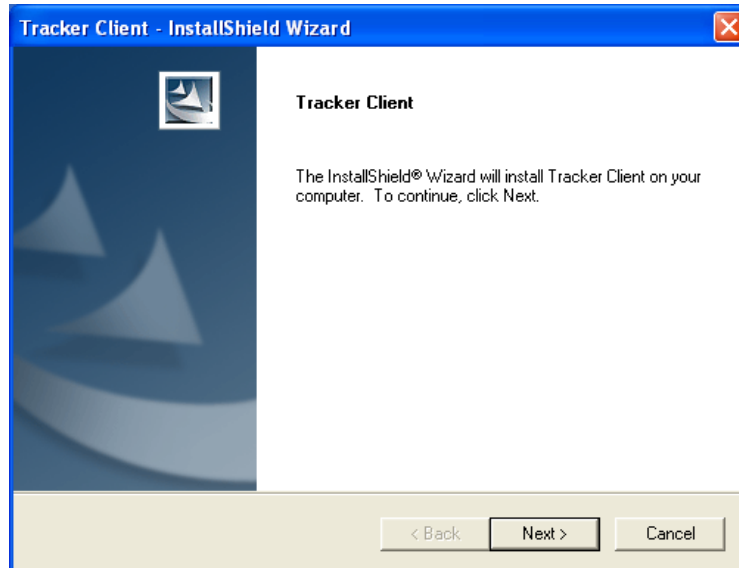 Tracker Client - InstallShield Wizard
Tracker Client
The InstallShield® Wizard will install Tracker Client on your
computer.  To continue, click Next.
< Back
Next >
Cancel